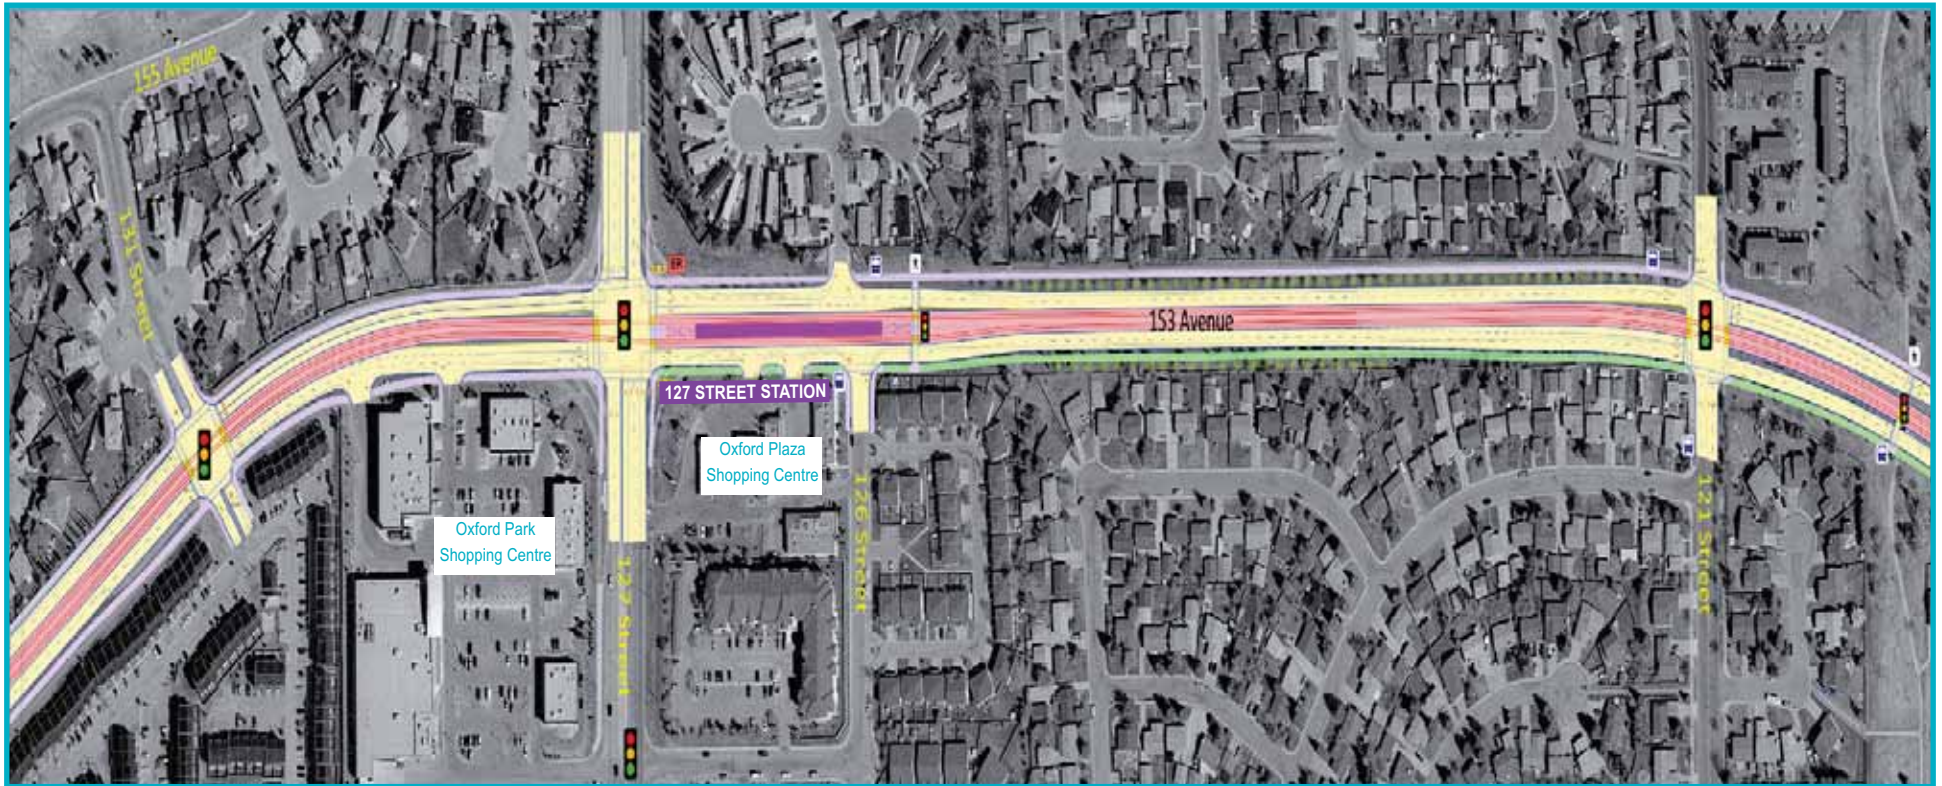 155 Avenue
131 Street
ER
153 Avenue
127 STREET STATION
Oxford Plaza
Shopping Centre
Oxford Park
Shopping Centre
127 Street
126 Street
121 Street